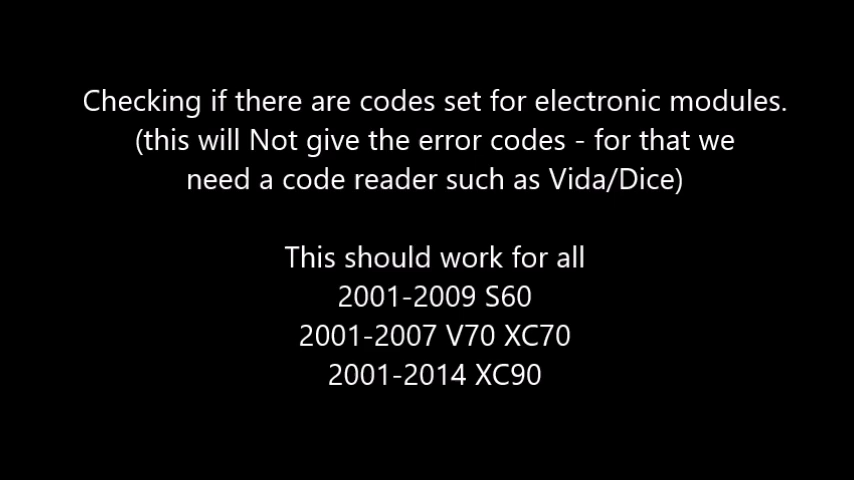 Checking if there are codes set for electronic modules.
(this will Not give the error codes - for that we
need a code reader such as Vida/Dice)
This should work for all
2001-2009 S60
2001-2007 V70 XC70
2001-2014 XC90